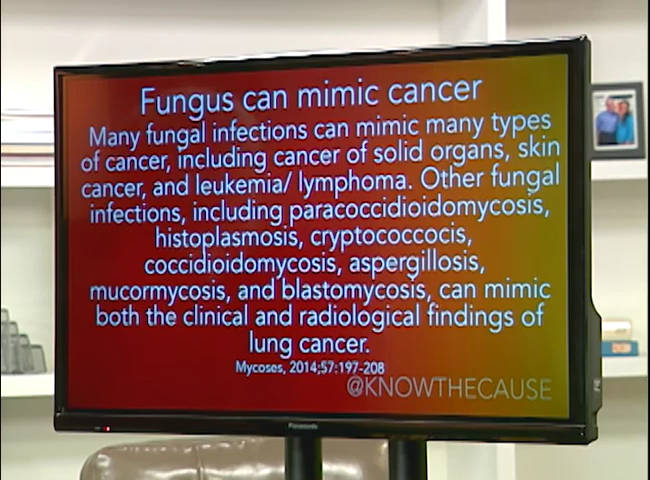 Fungus can mimic cancer
Many fungal infections can mimic many types
of cancer, including cancer of solid organs, skin
cancer, and leukemia/ lymphoma. Other fungal
infections, including paracoccidioidomycosis,
histoplasmosis, cryptococcocis,
coccidioidomycosis, aspergillosis,
mucormycosis, and blastomycosis, can mimic
both the clinical and radiological findings of
lung cancer.
Mycoses, 2014;57:197-208
@KNOWTHECAUSE
Panasonic